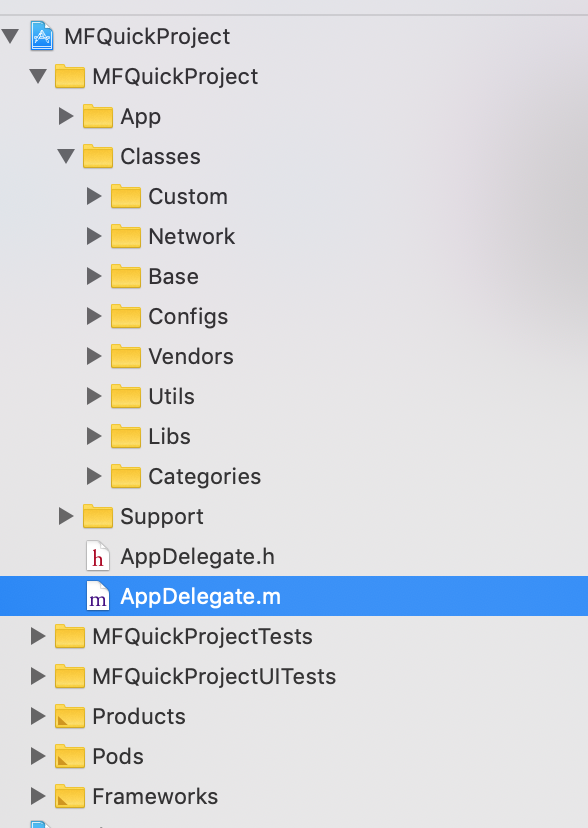 MFQuickProject
MFQuickProject
App
Classes
Custom
Network
Base
Configs
Vendors
Utils
Libs
Categories
Support
h AppDelegate.h
m AppDelegate.m
MFQuickProjectTests
MFQuickProjectUITests
Products
Pods
Frameworks